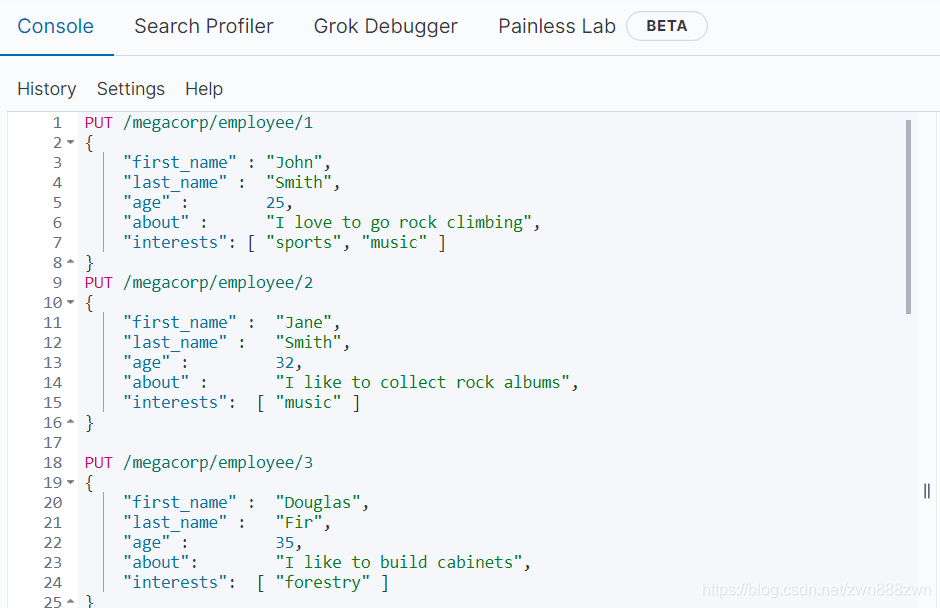 Console Search Profiler Grok Debugger Painless Lab BETA
History Settings Help
1 PUT /megacorp/employee/1
2 {
3 "first_name" : "John",
4 "last_name" : "Smith",
5 "age" : 25,
6 "about" : "I love to go rock climbing",
7 "interests": [ "sports", "music" ]
8 }
9 PUT /megacorp/employee/2
10 {
11 "first_name" : "Jane",
12 "last_name" : "Smith",
13 "age" : 32,
14 "about" : "I like to collect rock albums",
15 "interests": [ "music" ]
16 }
17
18 PUT /megacorp/employee/3
19 {
20 "first_name" : "Douglas",
21 "last_name" : "Fir",
22 "age" : 35,
23 "about": "I like to build cabinets",
24 "interests": [ "forestry" ]
25 }
https://blog.csdn.net/zwn888zwn